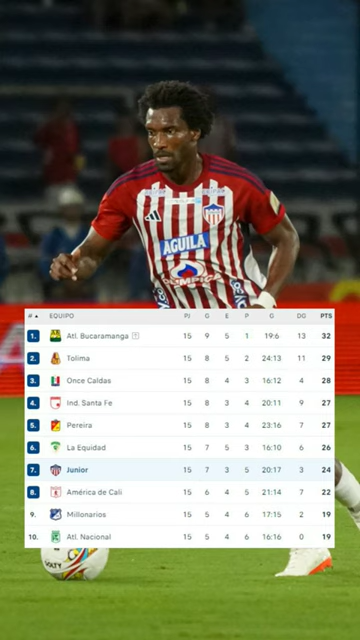 AGUILA
OLIMPICA
# EQUIPO PJ G E P G DG PTS
1. Atl. Bucaramanga ? 15 9 5 1 19:6 13 32
2. Tolima 15 8 5 2 24:13 11 29
3. Once Caldas 15 8 4 3 16:12 4 28
4. Ind. Santa Fe 15 8 3 4 20:11 9 27
5. Pereira 15 8 3 4 23:16 7 27
6. La Equidad 15 7 5 3 16:10 6 26
7. Junior 15 7 3 5 20:17 3 24
8. América de Cali 15 6 4 5 21:14 7 22
9. Millonarios 15 5 4 6 17:15 2 19
10. Atl. Nacional 15 5 4 6 16:16 0 19